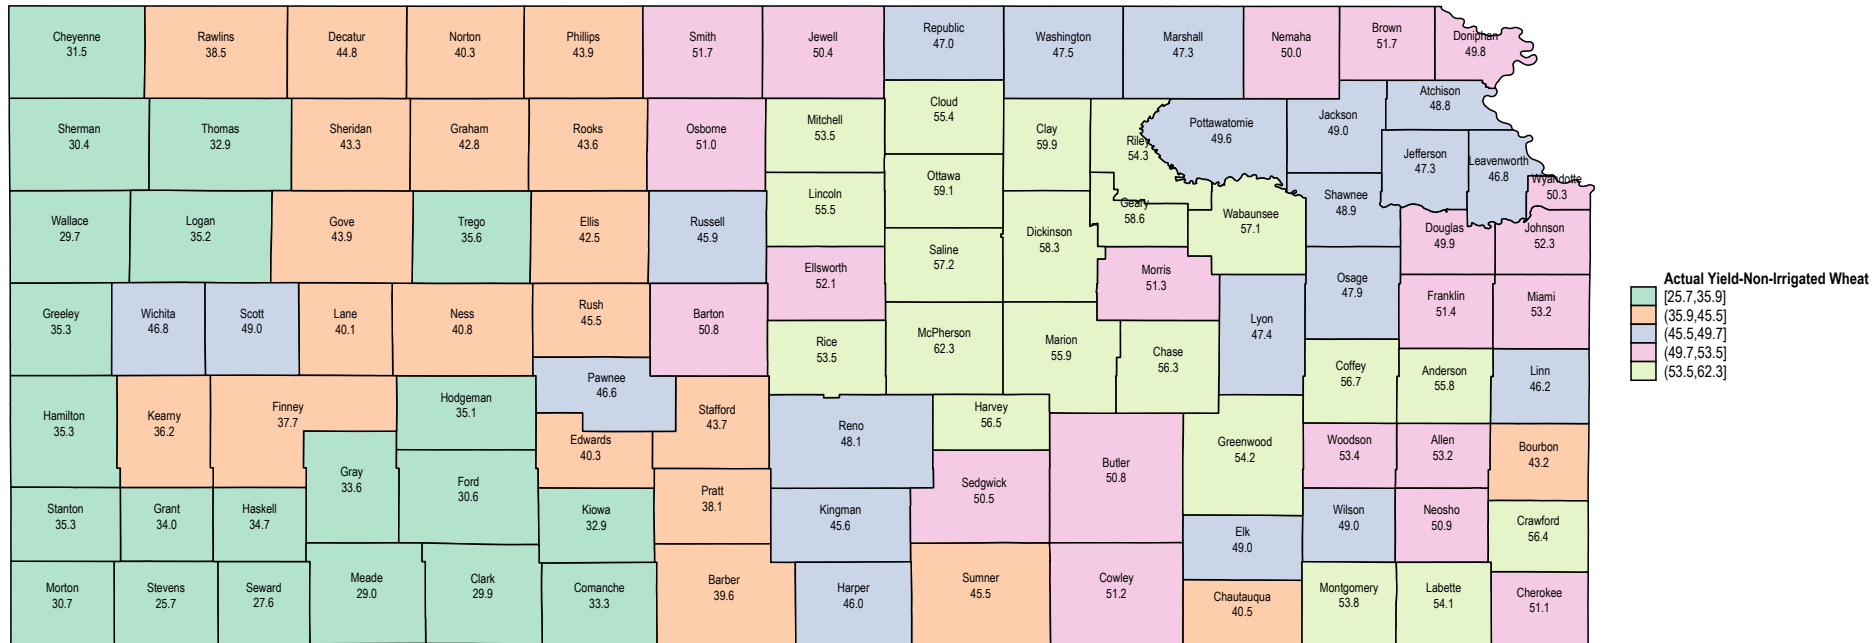 Cheyenne
31.5
Rawlins
38.5
Decatur
44.8
Norton
40.3
Phillips
43.9
Smith
51.7
Jewell
50.4
Republic
47.0
Washington
47.5
Marshall
47.3
Nemaha
50.0
Brown
51.7
Doniphan
49.8
Sherman
30.4
Thomas
32.9
Sheridan
43.3
Graham
42.8
Rooks
43.6
Osborne
51.0
Mitchell
53.5
Cloud
55.4
Clay
59.9
Riley
54.3
Pottawatomie
49.6
Jackson
49.0
Atchison
48.8
Jefferson
47.3
Leavenworth
46.8
Wyandotte
50.3
Wallace
29.7
Logan
35.2
Gove
43.9
Trego
35.6
Ellis
42.5
Russell
45.9
Lincoln
55.5
Ottawa
59.1
Saline
57.2
Dickinson
58.3
Geary
58.6
Wabaunsee
57.1
Shawnee
48.9
Douglas
49.9
Johnson
52.3
Greeley
35.3
Wichita
46.8
Scott
49.0
Lane
40.1
Ness
40.8
Rush
45.5
Barton
50.8
Ellsworth
52.1
Rice
53.5
McPherson
62.3
Marion
55.9
Morris
51.3
Chase
56.3
Lyon
47.4
Osage
47.9
Franklin
51.4
Miami
53.2
Coffey
56.7
Anderson
55.8
Linn
46.2
Hamilton
35.3
Kearny
36.2
Finney
37.7
Hodgeman
35.1
Pawnee
46.6
Edwards
40.3
Stafford
43.7
Reno
48.1
Harvey
56.5
Butler
50.8
Greenwood
54.2
Woodson
53.4
Allen
53.2
Bourbon
43.2
Gray
33.6
Ford
30.6
Stanton
35.3
Grant
34.0
Haskell
34.7
Kiowa
32.9
Pratt
38.1
Kingman
45.6
Sedgwick
50.5
Elk
49.0
Wilson
49.0
Neosho
50.9
Crawford
56.4
Morton
30.7
Stevens
25.7
Seward
27.6
Meade
29.0
Clark
29.9
Comanche
33.3
Barber
39.6
Harper
46.0
Sumner
45.5
Cowley
51.2
Chautauqua
40.5
Montgomery
53.8
Labette
54.1
Cherokee
51.1
Actual Yield-Non-Irrigated Wheat
[25.7,35.9]
(35.9,45.5]
(45.5,49.7]
(49.7,53.5]
(53.5,62.3]